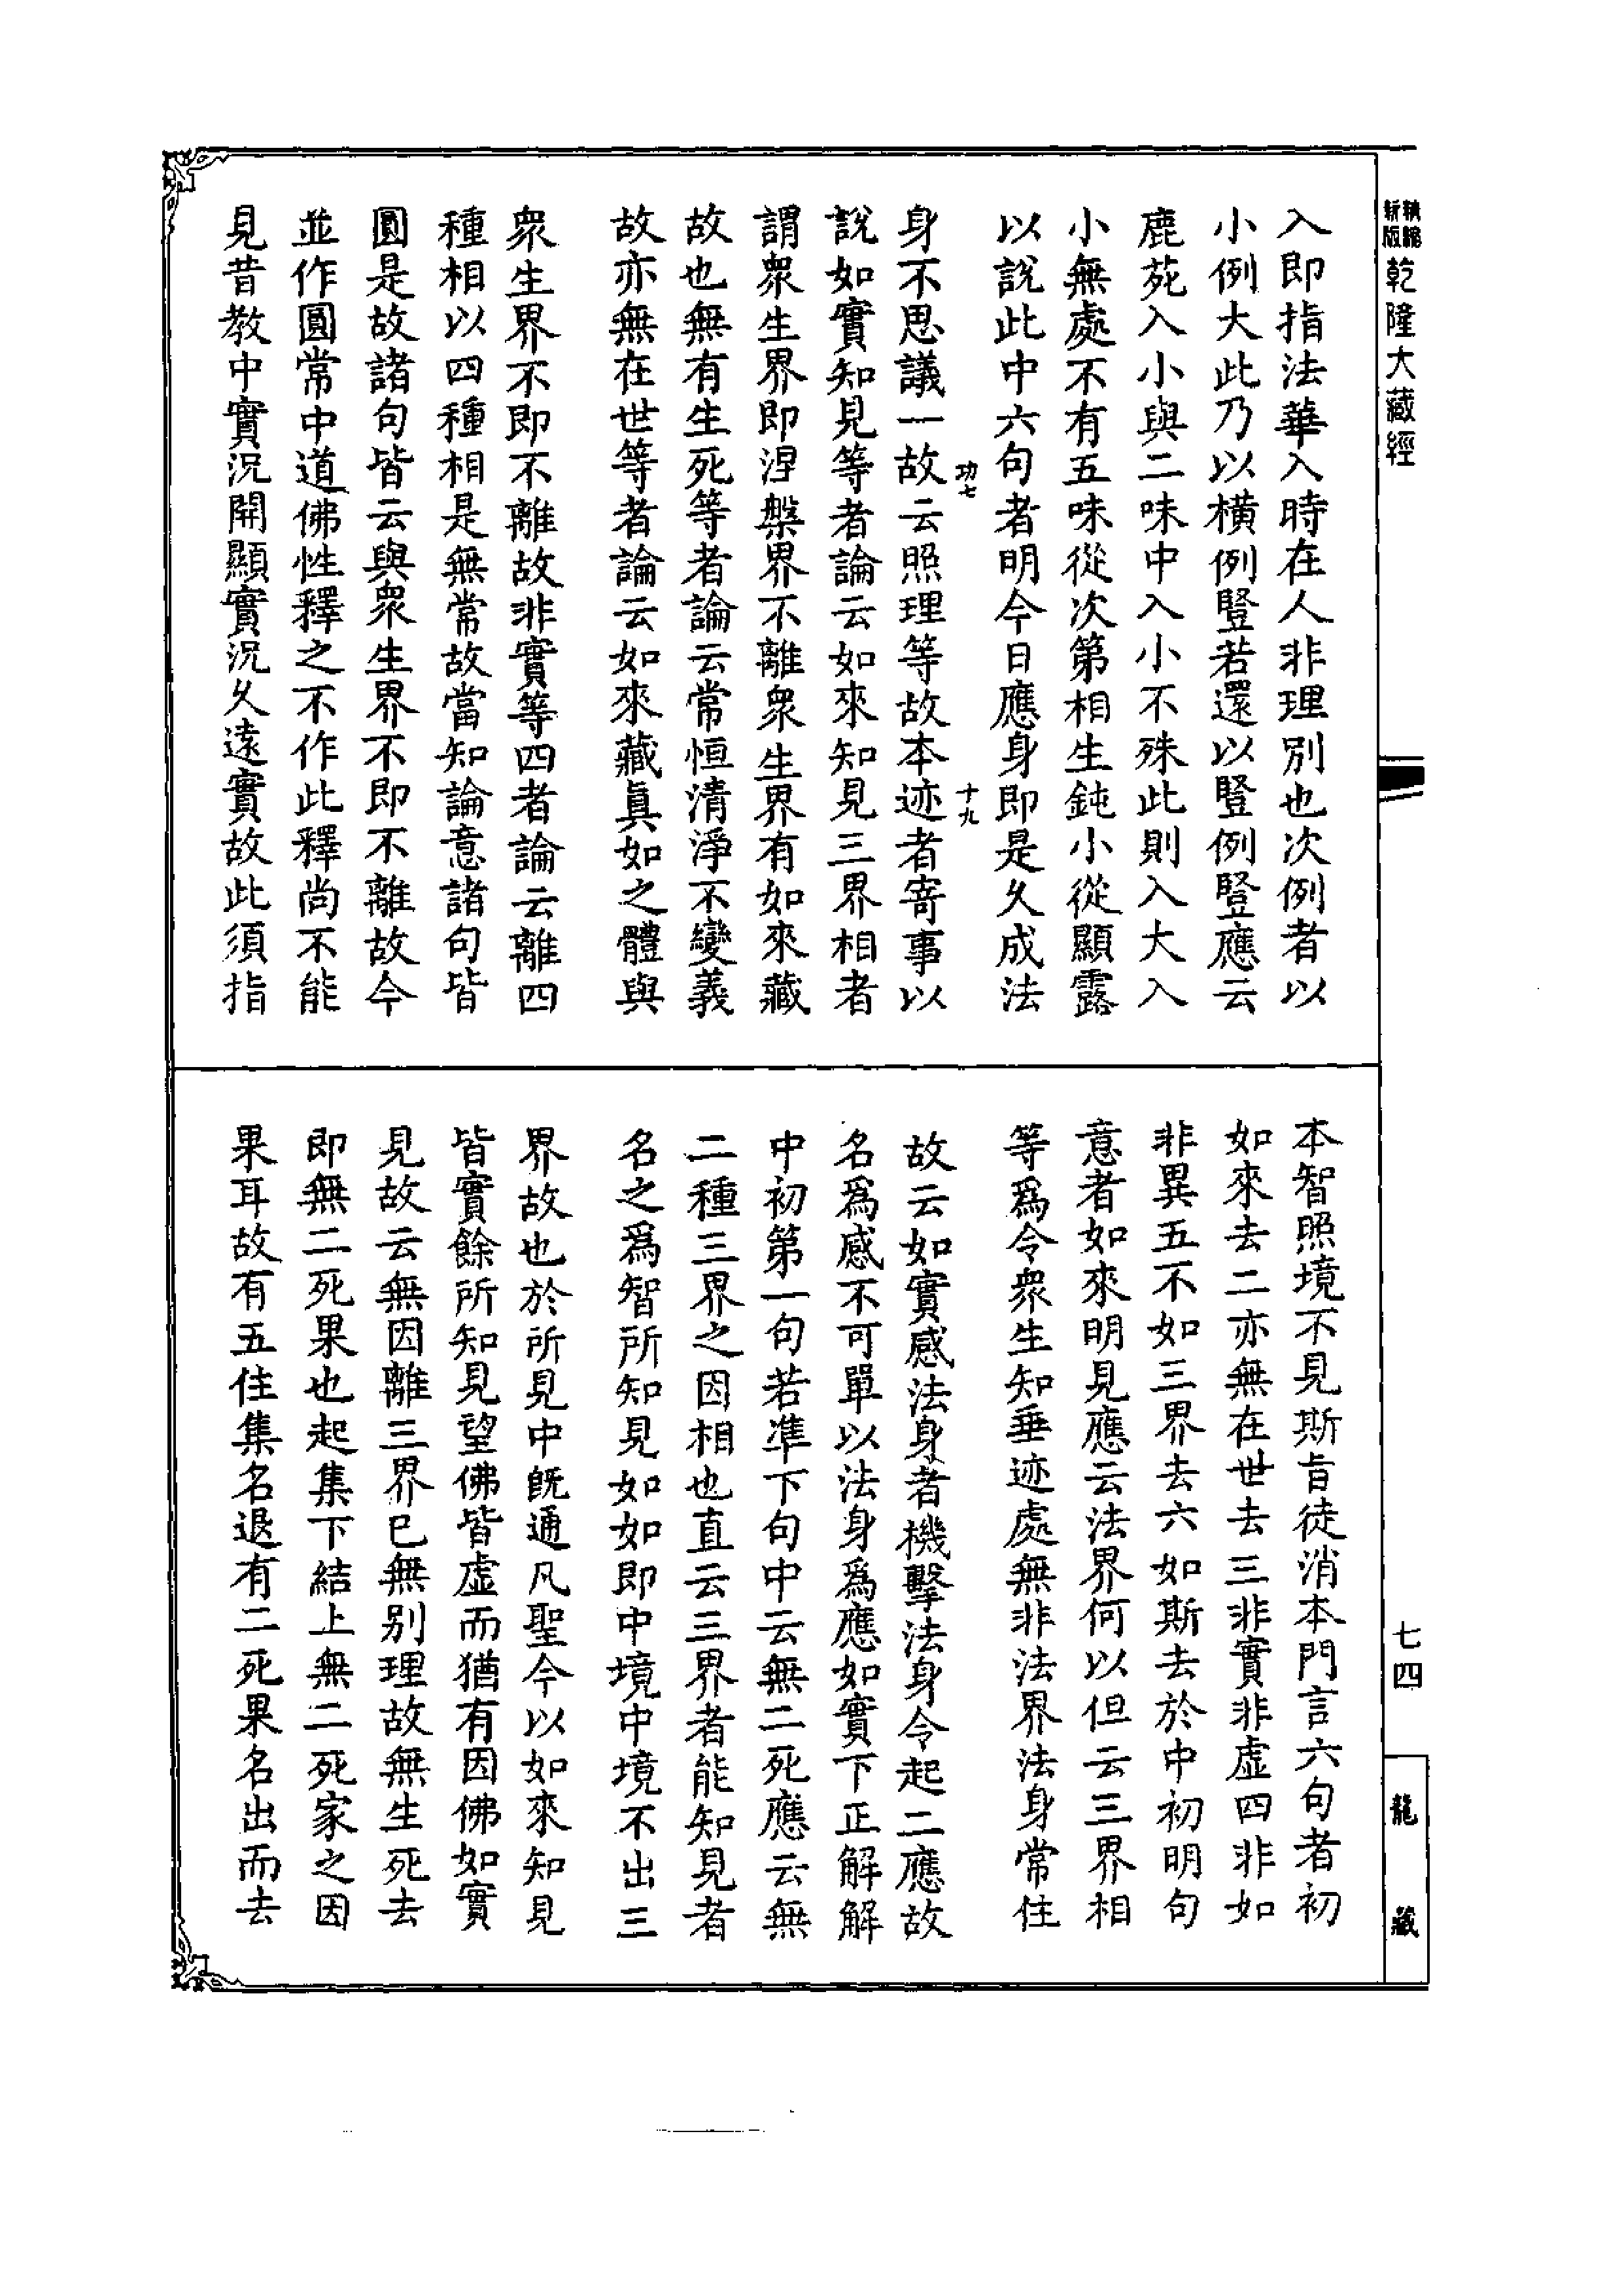 新版
精縮
乾隆大藏經
入即指法華入時在人非理別也次例者以
小例大此乃以橫例豎若還以豎例豎應云
鹿苑入小與二味中入小不殊此則入大入
小無處不有五味從次第相生鈍小從顯露
以說此中六句者明今日應身即是久成法
功七
十九
身不思議一故云照理等故本迹者寄事以
說如實知見等者論云如來知見三界相者
謂衆生界即涅槃界不離衆生界有如來藏
故也無有生死等者論云常恒清淨不變義
故亦無在世等者論云如來藏真如之體與
衆生界不即不離故非實等四者論云離四
種相以四種相是無常故當知論意諸句皆
圓是故諸句皆云與衆生界不即不離故今
並作圓常中道佛性釋之不作此釋尚不能
見昔教中實況開顯實況久遠實故此須指
本智照境不見斯旨徒消本門言六句者初
如來去二亦無在世去三非實非虛四非如
非異五不如三界去六如斯去於中初明句
意者如來明見應云法界何以但云三界相
等爲令衆生知垂迹處無非法界法身常住
故云如實感法身者機擊法身令起二應故
名爲感不可單以法身爲應如實下正解解
中初第一句若準下句中云無二死應云無
二種三界之因相也直云三界者能知見者
名之爲智所知見如如即中境中境不出三
界故也於所見中既通凡聖今以如來知見
皆實餘所知見望佛皆虛而猶有因佛如實
見故云無因離三界已無別理故無生死去
即無二死果也起集下結上無二死家之因
果耳故有五住集名退有二死果名出而去
七四
龍藏